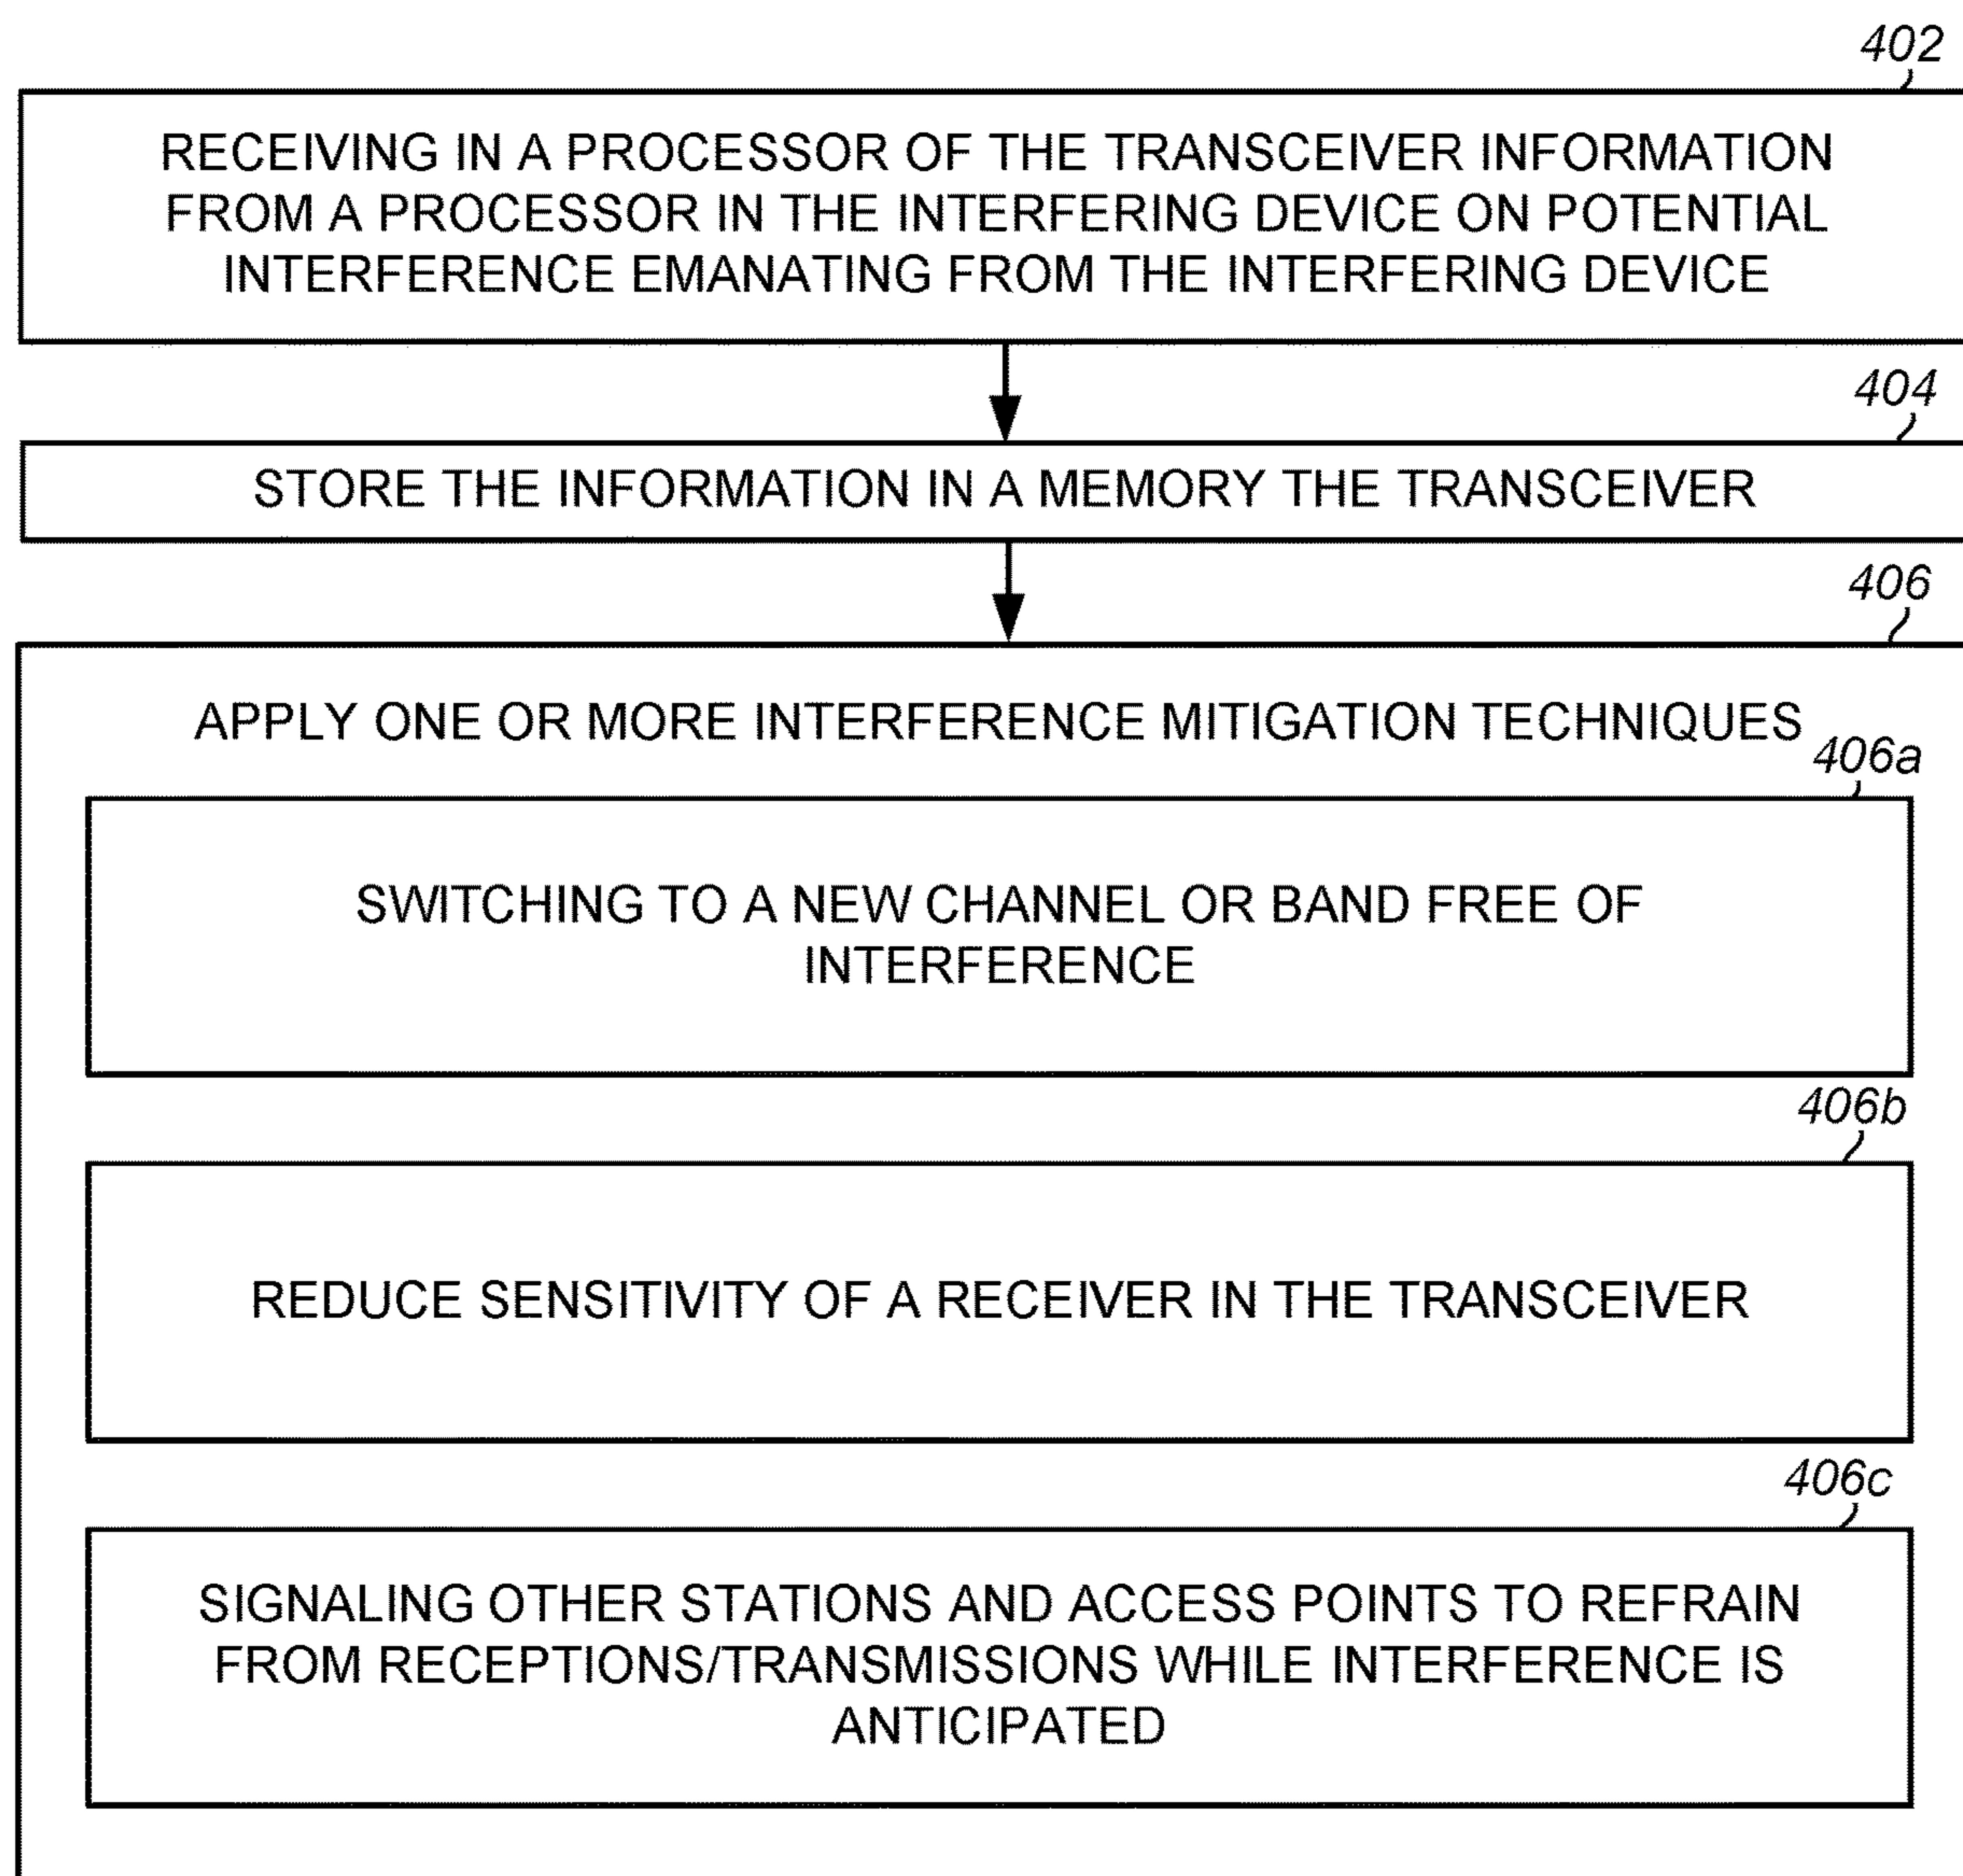 402
RECEIVING IN A PROCESSOR OF THE TRANSCEIVER INFORMATION
FROM A PROCESSOR IN THE INTERFERING DEVICE ON POTENTIAL
INTERFERENCE EMANATING FROM THE INTERFERING DEVICE
404
STORE THE INFORMATION IN A MEMORY THE TRANSCEIVER
406
APPLY ONE OR MORE INTERFERENCE MITIGATION TECHNIQUES
406a
SWITCHING TO A NEW CHANNEL OR BAND FREE OF
INTERFERENCE
406b
REDUCE SENSITIVITY OF A RECEIVER IN THE TRANSCEIVER
406c
SIGNALING OTHER STATIONS AND ACCESS POINTS TO REFRAIN
FROM RECEPTIONS/TRANSMISSIONS WHILE INTERFERENCE IS
ANTICIPATED